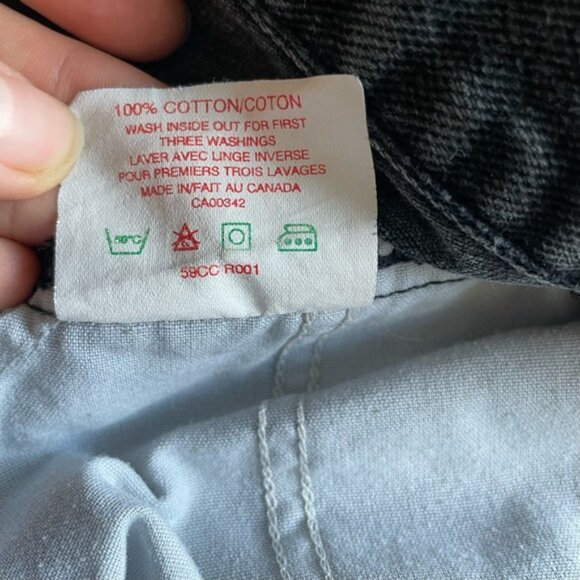 100% COTTON/COTON
WASH INSIDE OUT FOR FIRST
THREE WASHINGS
LAVER AVEC LINGE INVERSE
POUR PREMIERS TROIS LAVAGES
MADE IN/FAIT AU CANADA
CA00342
59°C
59CC R001